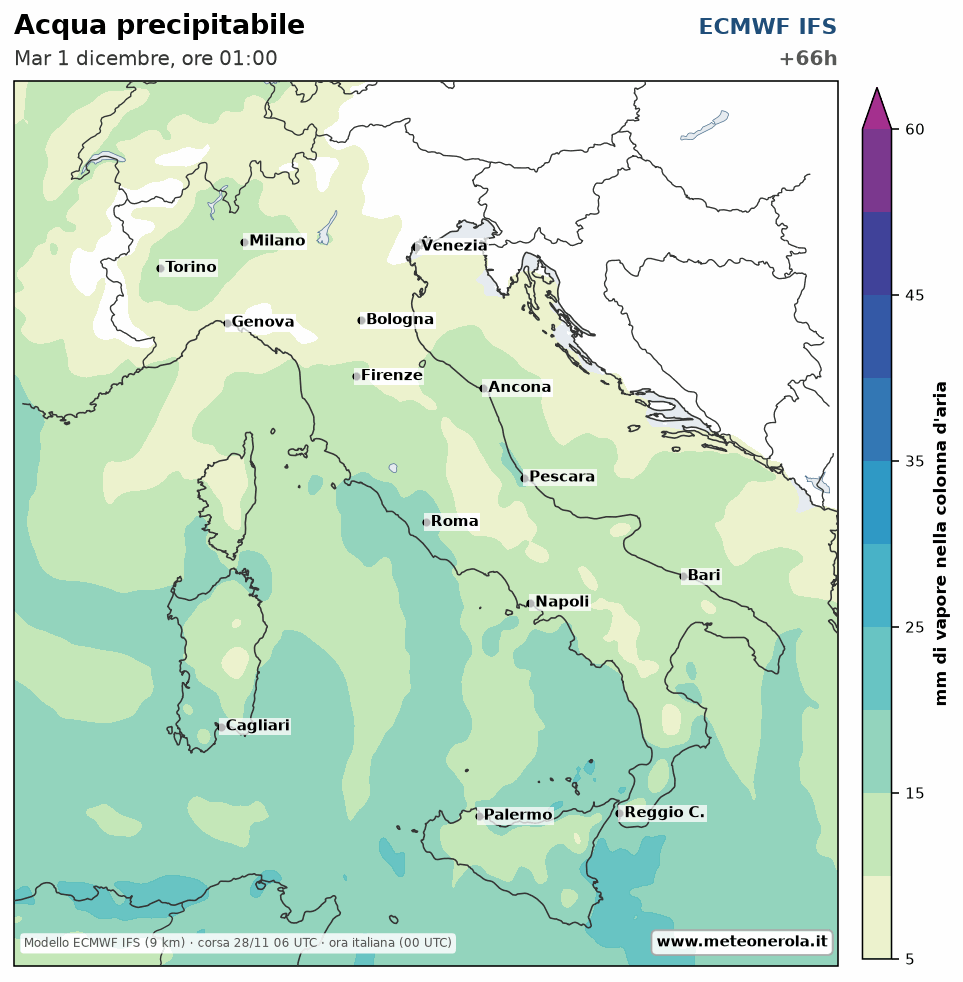 Acqua precipitabile
ECMWF IFS
Mar 1 dicembre, ore 01:00
+66h
60
45
35
25
15
5
mm di vapore nella colonna d'aria
Milano
Venezia
Torino
Genova
Bologna
Firenze
Ancona
Pescara
Roma
Bari
Napoli
Cagliari
Palermo
Reggio C.
Modello ECMWF IFS (9 km) · corsa 28/11 06 UTC · ora italiana (00 UTC)
www.meteonerola.it